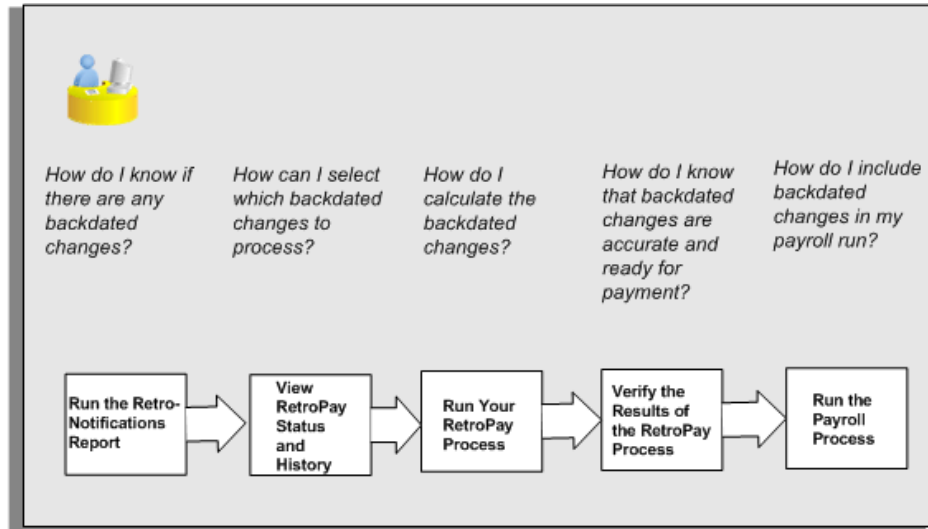 How do I know if
there are any
backdated
changes?
How can I select
which backdated
changes to
process?
How do I
calculate the
backdated
changes?
How do I know
that backdated
changes are
accurate and
ready for
payment?
How do I include
backdated
changes in my
payroll run?
Run the Retro-
Notifications
Report
View
RetroPay
Status
and
History
Run Your
RetroPay
Process
Verify the
Results of
the RetroPay
Process
Run the
Payroll
Process